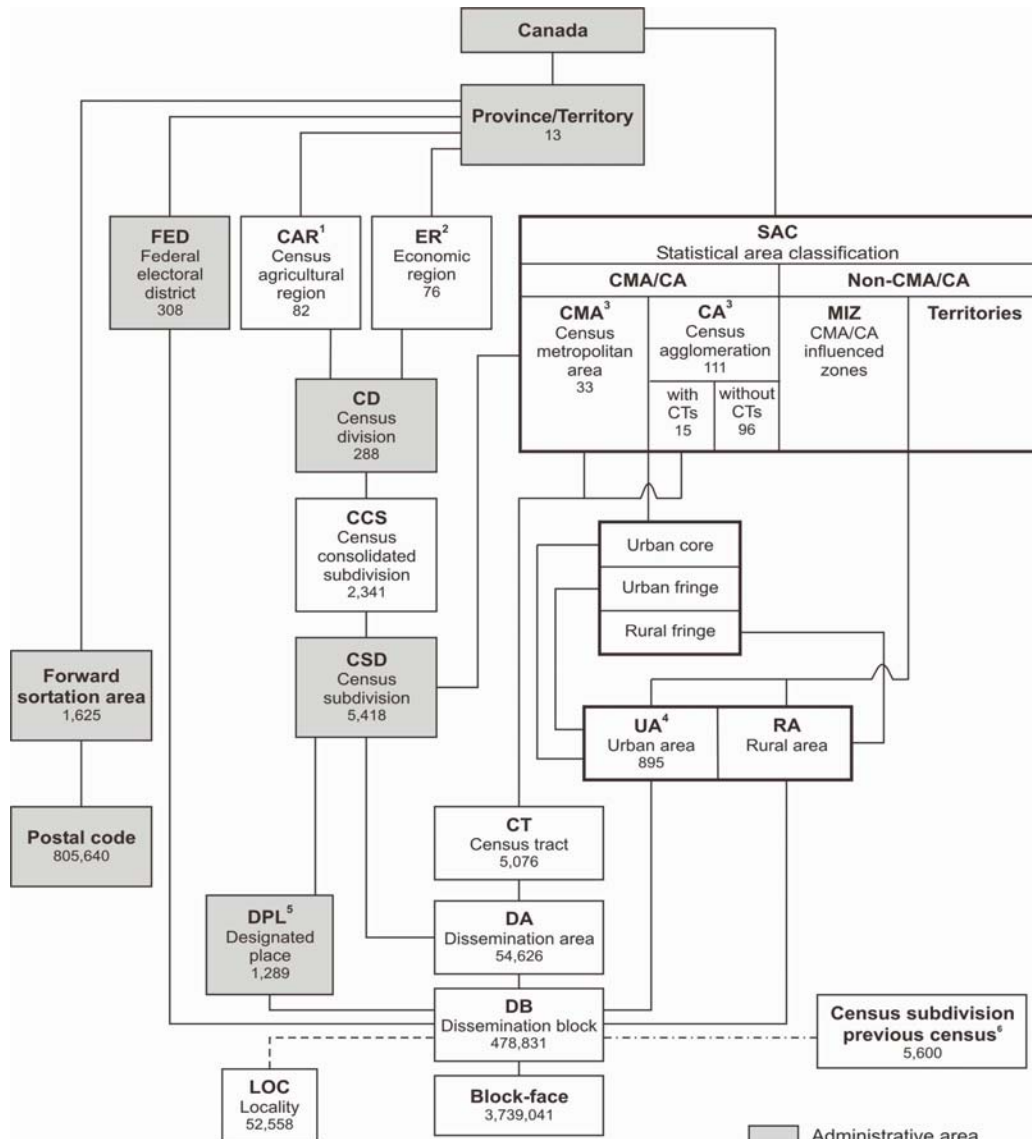 Canada
Province/Territory
13
FED
Federal
electoral
district
308
CAR¹
Census
agricultural
region
82
ER²
Economic
region
76
SAC
Statistical area classification
CMA/CA
Non-CMA/CA
CMA³
Census
metropolitan
area
33
CA³
Census
agglomeration
111
with
CTs
15
without
CTs
96
MIZ
CMA/CA
influenced
zones
Territories
CD
Census
division
288
CCS
Census
consolidated
subdivision
2,341
Urban core
Urban fringe
Rural fringe
Forward
sortation area
1,625
CSD
Census
subdivision
5,418
UA⁴
Urban area
895
RA
Rural area
Postal code
805,640
CT
Census tract
5,076
DPL⁵
Designated
place
1,289
DA
Dissemination area
54,626
DB
Dissemination block
478,831
Census subdivision
previous census⁶
5,600
LOC
Locality
52,558
Block-face
3,739,041
Administrative area